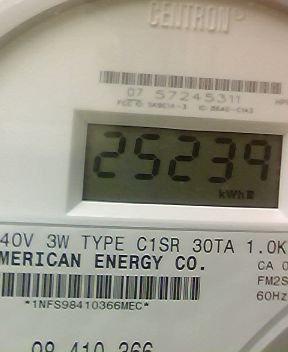 CENTRON
07 57245311
25239
kWh
40V 3W TYPE C1SR 30TA 1.0K
MERICAN ENERGY CO.
CA 0
FM2S
60Hz
*1NFS98410366MEC*
98 410 366